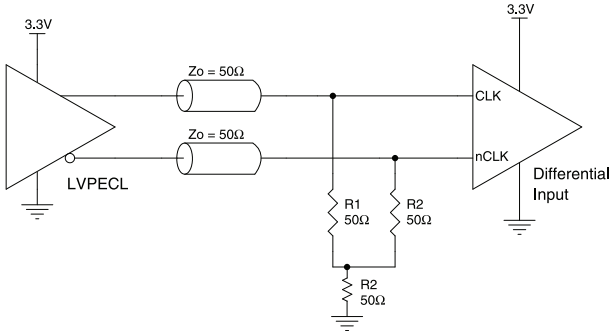 3.3V
3.3V
Zo = 50Ω
CLK
Zo = 50Ω
nCLK
LVPECL
Differential
Input
R1
50Ω
R2
50Ω
R2
50Ω